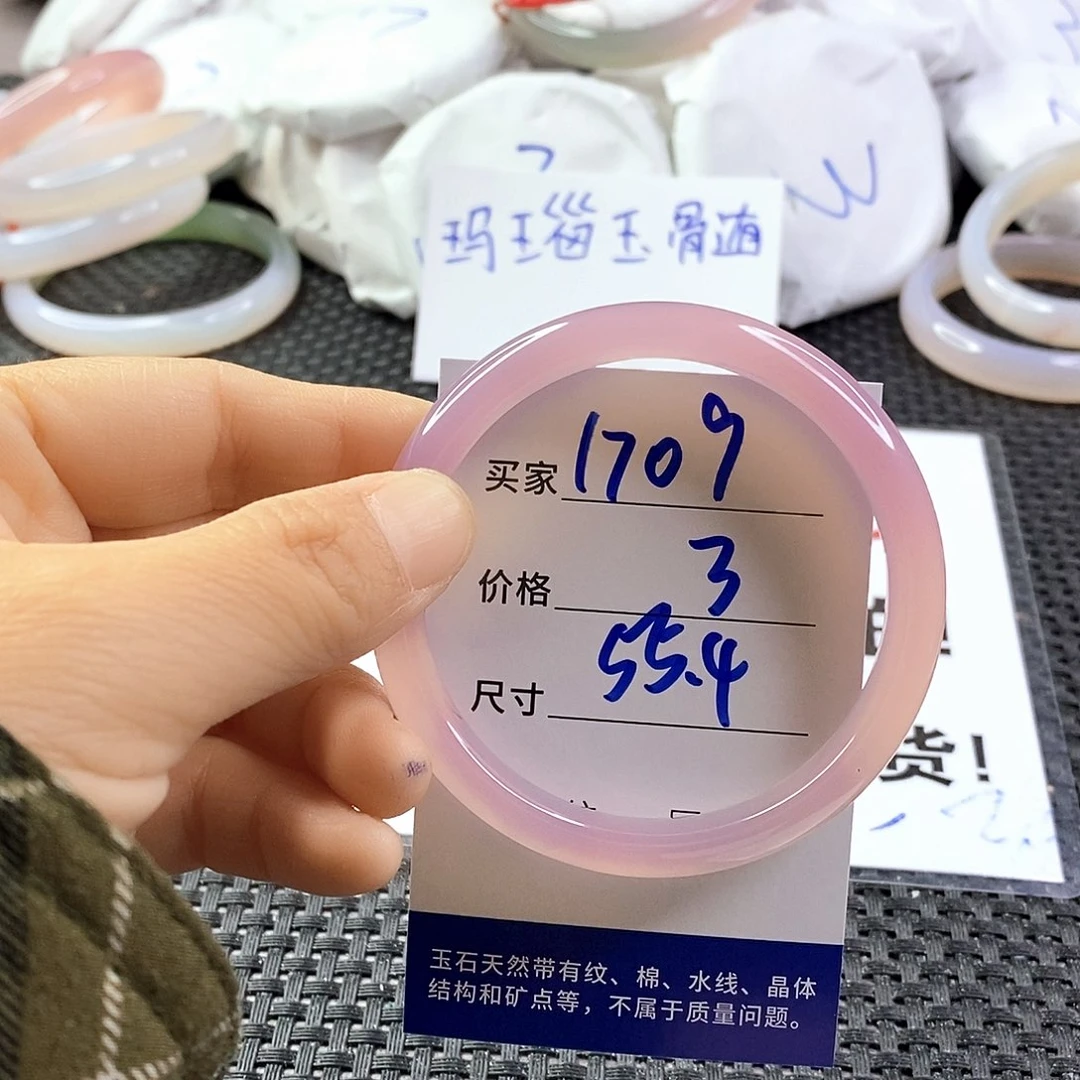 玛瑙玉骨髓
买家 1709
价格 3
尺寸 55.4
货!
玉石天然带有纹、棉、水线、晶体
结构和矿点等，不属于质量问题。